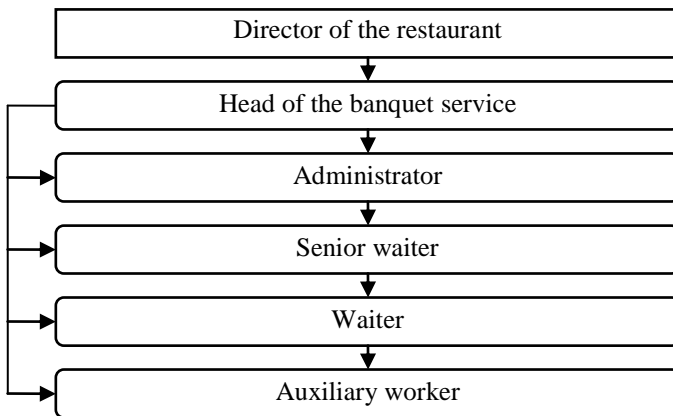 Director of the restaurant
Head of the banquet service
Administrator
Senior waiter
Waiter
Auxiliary worker